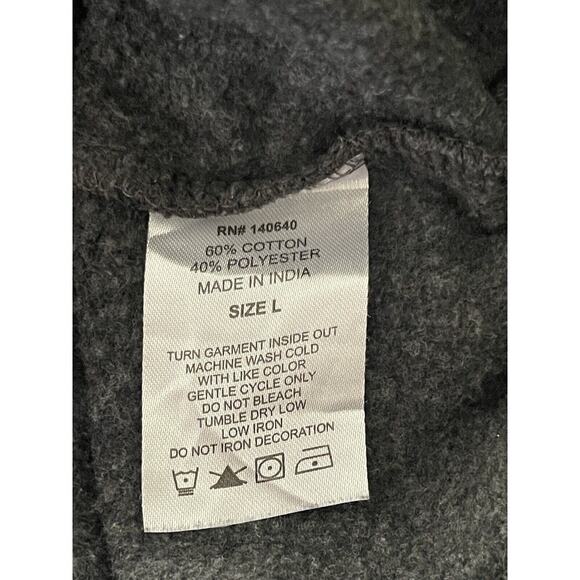 RN# 140640
60% COTTON
40% POLYESTER
MADE IN INDIA
SIZE L
TURN GARMENT INSIDE OUT
MACHINE WASH COLD
WITH LIKE COLOR
GENTLE CYCLE ONLY
DO NOT BLEACH
TUMBLE DRY LOW
LOW IRON
DO NOT IRON DECORATION